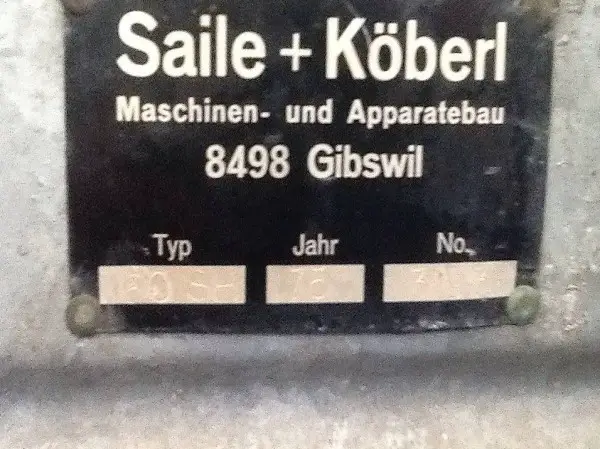 Saile + Köberl
Maschinen- und Apparatebau
8498 Gibswil
Typ Jahr No.